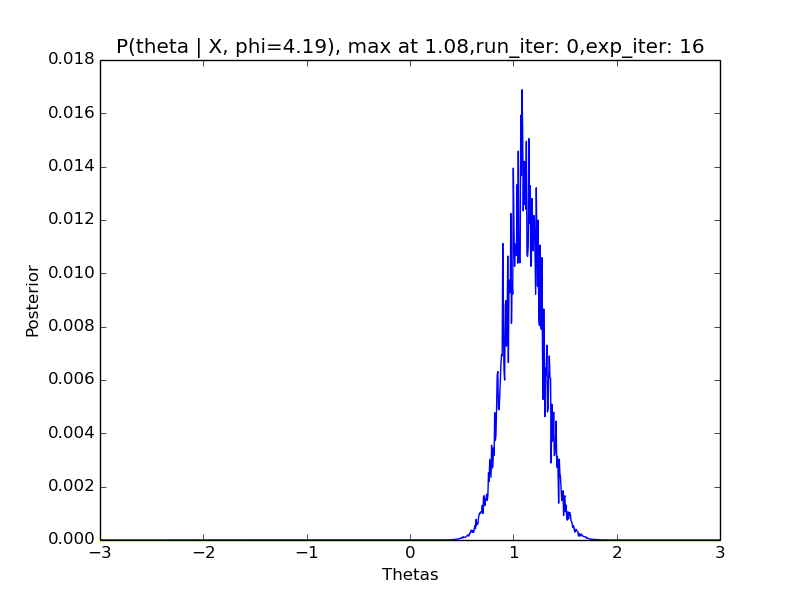 P(theta | X, phi=4.19), max at 1.08,run_iter: 0,exp_iter: 16
0.018
0.016
0.014
0.012
0.010
0.008
0.006
0.004
0.002
0.000
Posterior
−3 −2 −1 0 1 2 3
Thetas